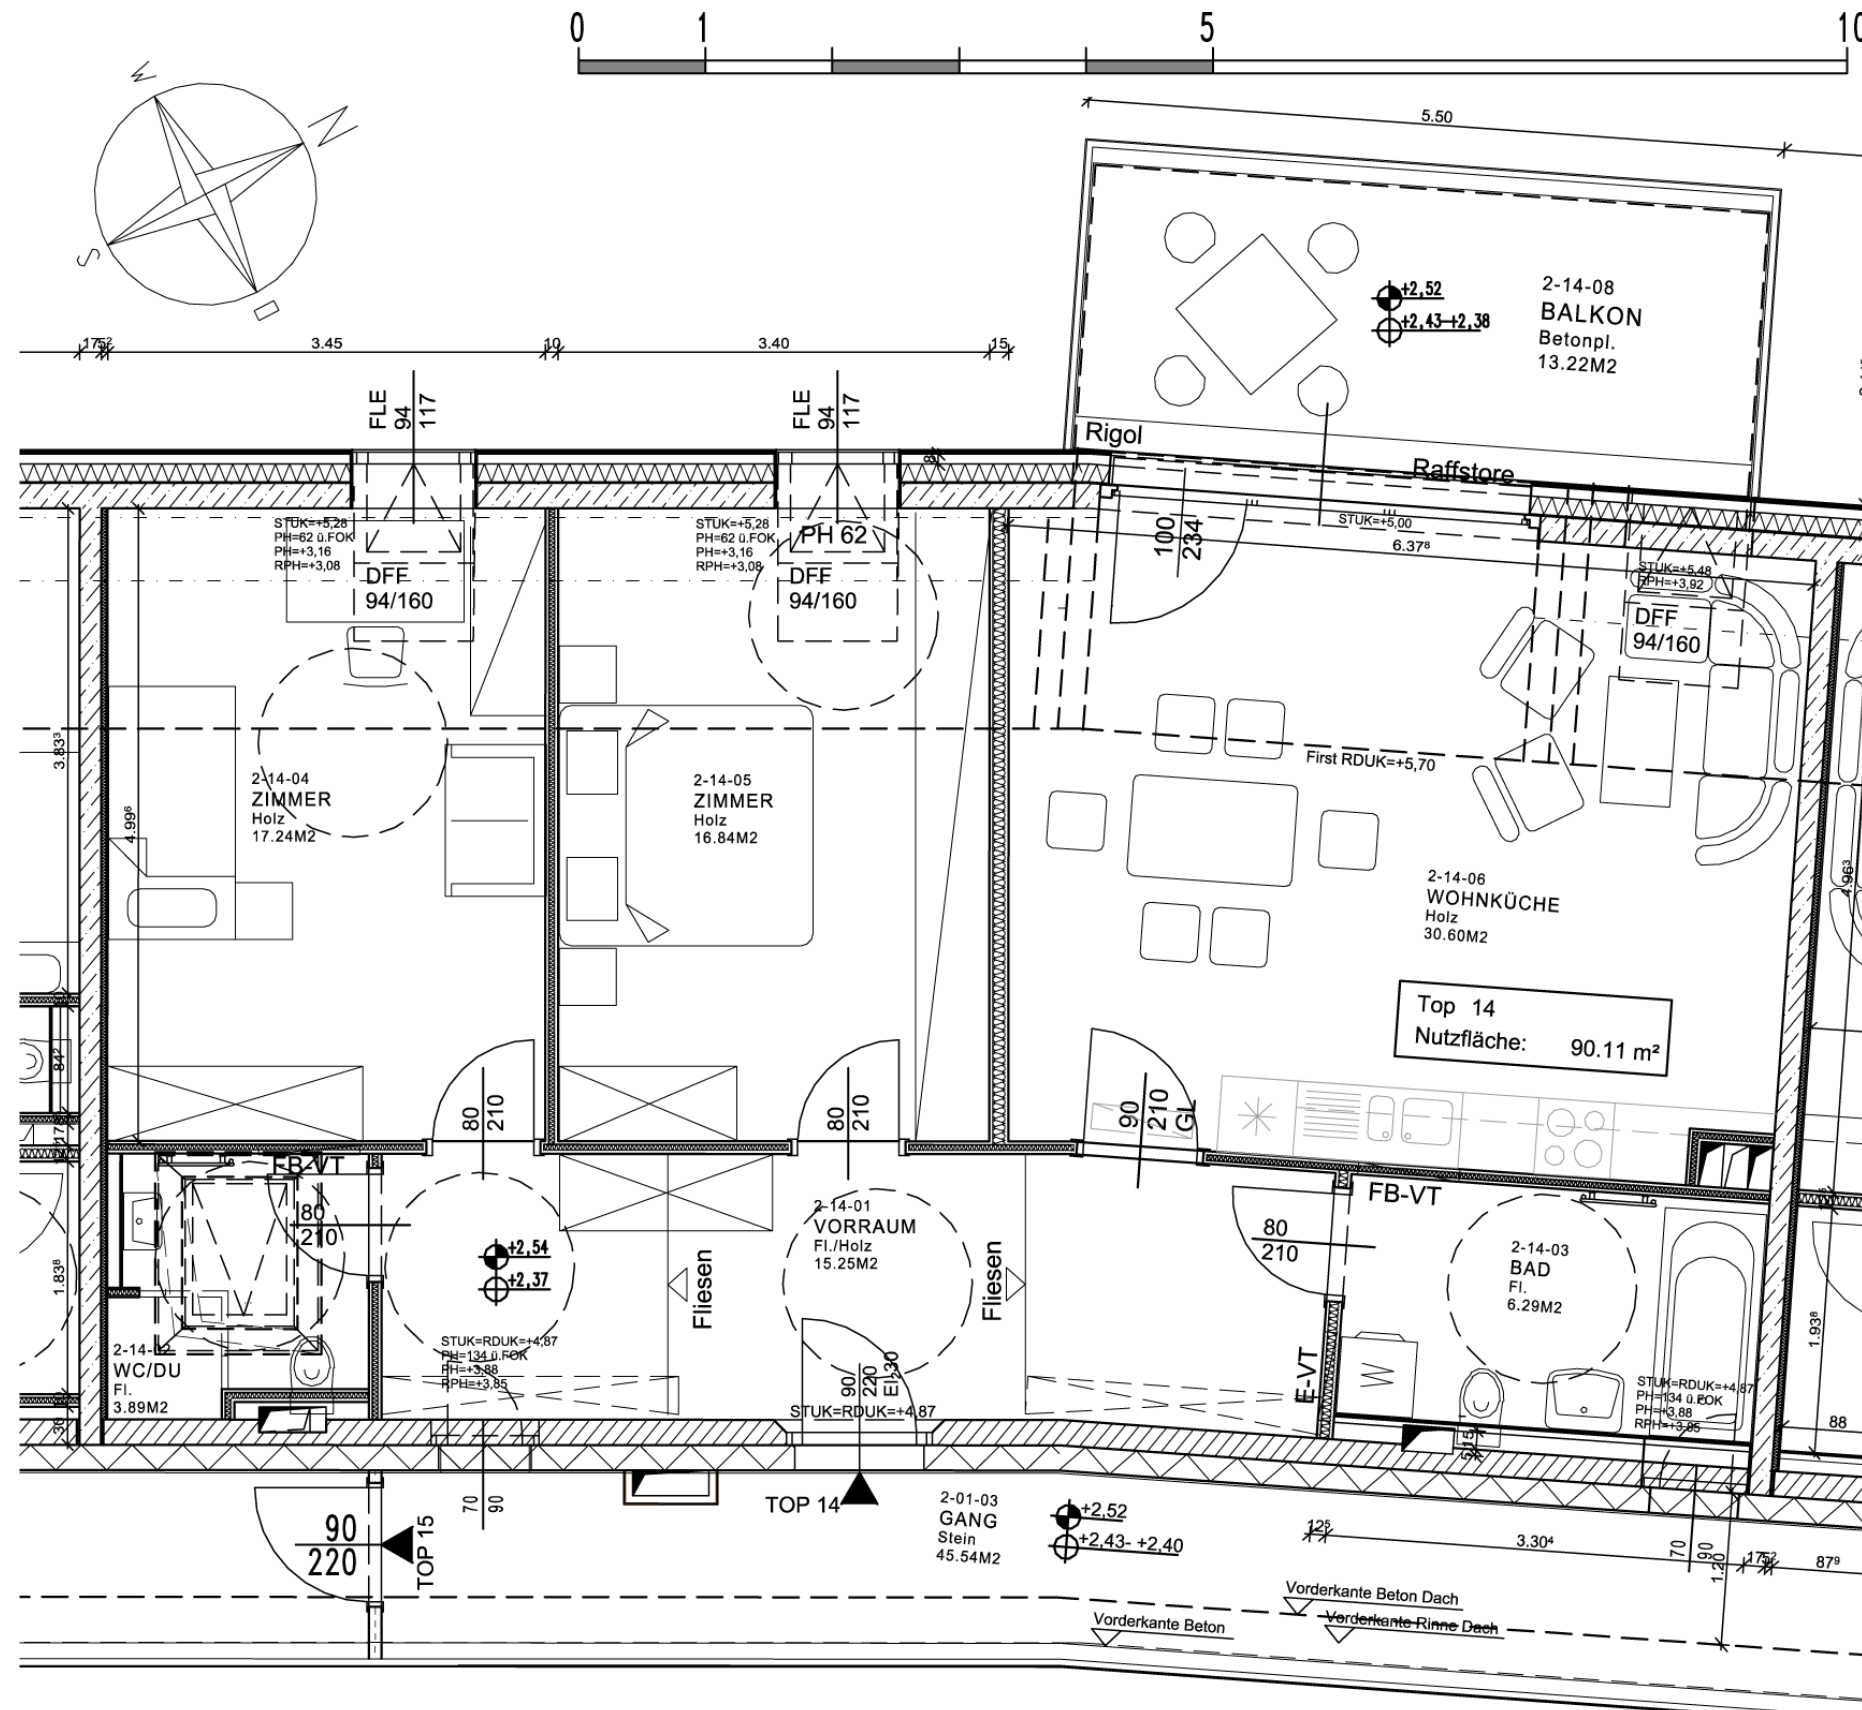 0 1 5 10
5.50
N
S
W
O
2-14-08
BALKON
Betonpl.
13.22M2
+2,52
+2,43-+2,38
17 5² 3.45 10 3.40 15
FLE
94
117
FLE
94
117
8
Rigol
Raffstore
STUK=+5,28
PH=62 ü.FOK
PH=+3,16
RPH=+3,08
DFF
94/160
STUK=+5,28
PH=62 ü.FOK
PH=+3,16
RPH=+3,08
PH 62
DFF
94/160
100
234
STUK=+5,00
6.37⁸
STUK=+5,48
RPH=+3,92
DFF
94/160
3.83³
4.99⁶
First RDUK=+5,70
2-14-04
ZIMMER
Holz
17.24M2
2-14-05
ZIMMER
Holz
16.84M2
2-14-06
WOHNKÜCHE
Holz
30.60M2
4.96³
Top 14
Nutzfläche: 90.11 m²
84²
80
210
80
210
90
210
GL
FB-VT
FB-VT
80
210
+2,54
+2,37
2-14-01
VORRAUM
Fl./Holz
15.25M2
Fliesen
Fliesen
80
210
2-14-03
BAD
Fl.
6.29M2
1.83⁸
1.93⁸
2-14-
WC/DU
Fl.
3.89M2
STUK=RDUK=+4,87
PH=134 ü.FOK
PH=+3,88
RPH=+3,85
90
220
EI 30
STUK=RDUK=+4,87
E-VT
STUK=RDUK=+4,87
PH=134 ü.FOK
PH=+3,88
RPH=+3,85
88
30
5 15
90
220
TOP 15
70
90
TOP 14
2-01-03
GANG
Stein
45.54M2
+2,52
+2,43- +2,40
12⁵ 3.30⁴
70
90
1.20
17 5² 87⁹
Vorderkante Beton Dach
Vorderkante Beton
Vorderkante Rinne Dach